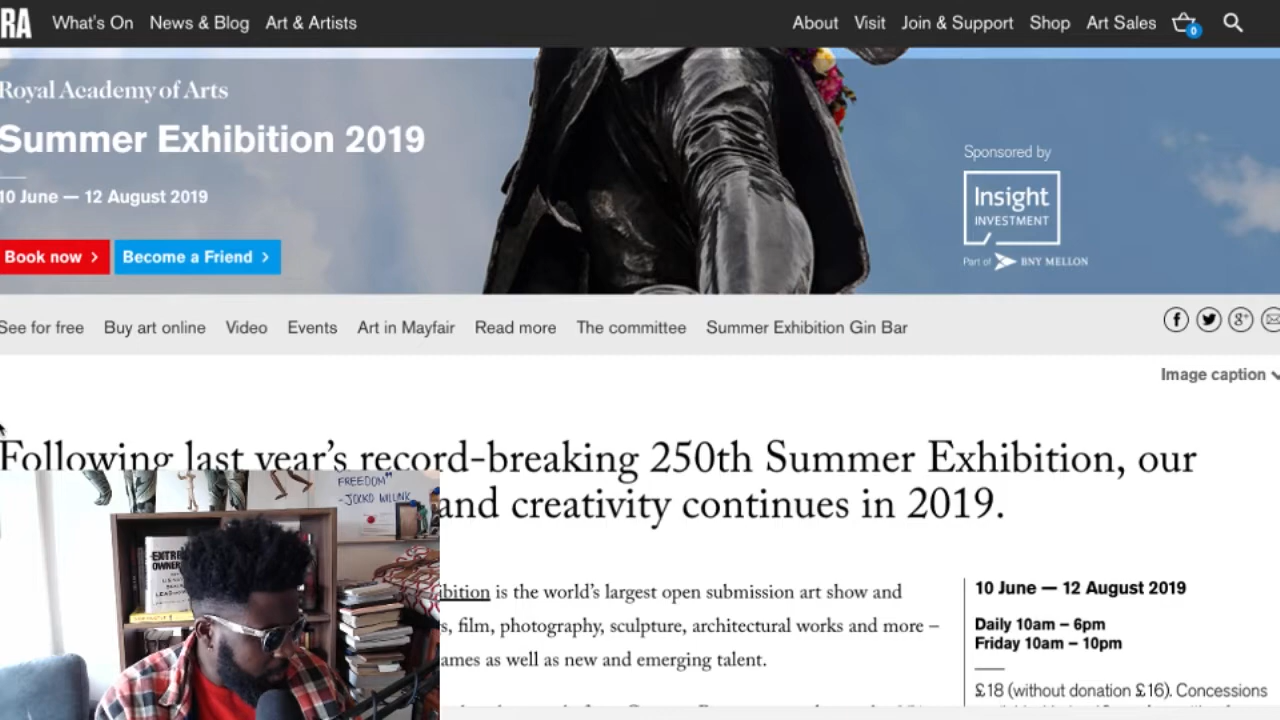 RA What's On News & Blog Art & Artists About Visit Join & Support Shop Art Sales 0
Royal Academy of Arts
Summer Exhibition 2019
10 June — 12 August 2019
Book now
Become a Friend
Sponsored by
Insight
INVESTMENT
Part of BNY MELLON
See for free Buy art online Video Events Art in Mayfair Read more The committee Summer Exhibition Gin Bar
Image caption
Following last year's record-breaking 250th Summer Exhibition, our
and creativity continues in 2019.
FREEDOM"
-JOCKO WILLINK
bition is the world's largest open submission art show and
s, film, photography, sculpture, architectural works and more –
ames as well as new and emerging talent.
10 June — 12 August 2019
Daily 10am – 6pm
Friday 10am – 10pm
£18 (without donation £16). Concessions